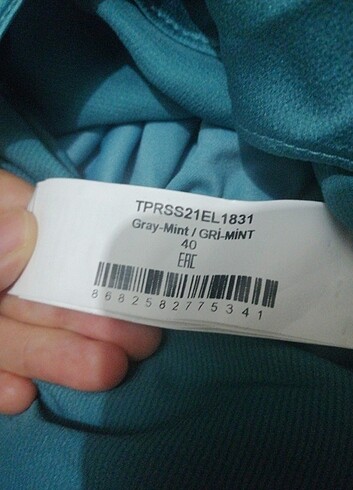 TPRSS21EL1831
Gray-Mint / GRİ-MİNT
40
EAC
8682582775341